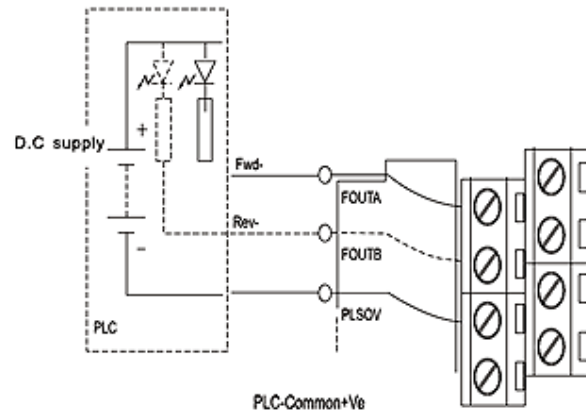 D.C supply
+
-
Fwd-
Rev-
FOUTA
FOUTB
PLSOV
PLC
PLC-Common+Ve